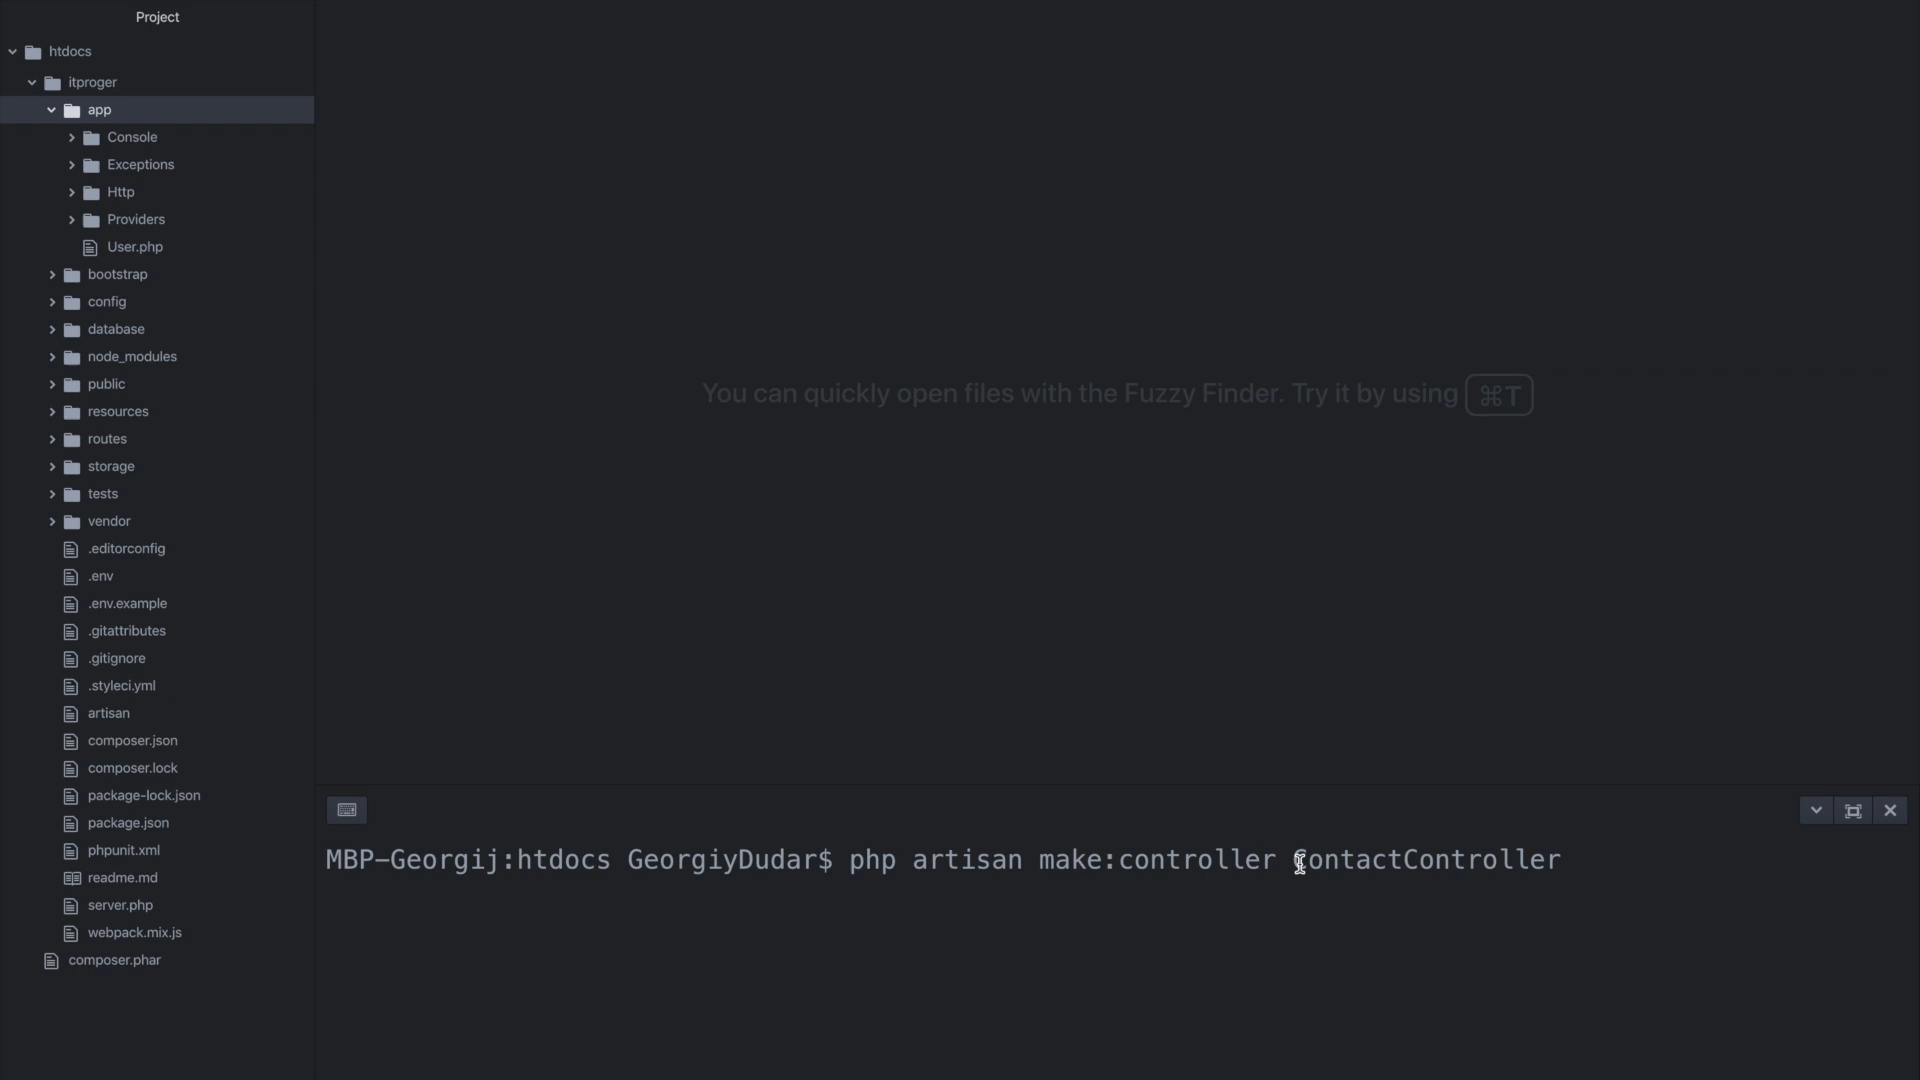 Project
htdocs
itproger
app
Console
Exceptions
Http
Providers
User.php
bootstrap
config
database
node_modules
public
resources
routes
storage
tests
vendor
.editorconfig
.env
.env.example
.gitattributes
.gitignore
.styleci.yml
artisan
composer.json
composer.lock
package-lock.json
package.json
phpunit.xml
readme.md
server.php
webpack.mix.js
composer.phar
You can quickly open files with the Fuzzy Finder. Try it by using ⌘T
MBP-Georgij:htdocs GeorgiyDudar$ php artisan make:controller ContactController